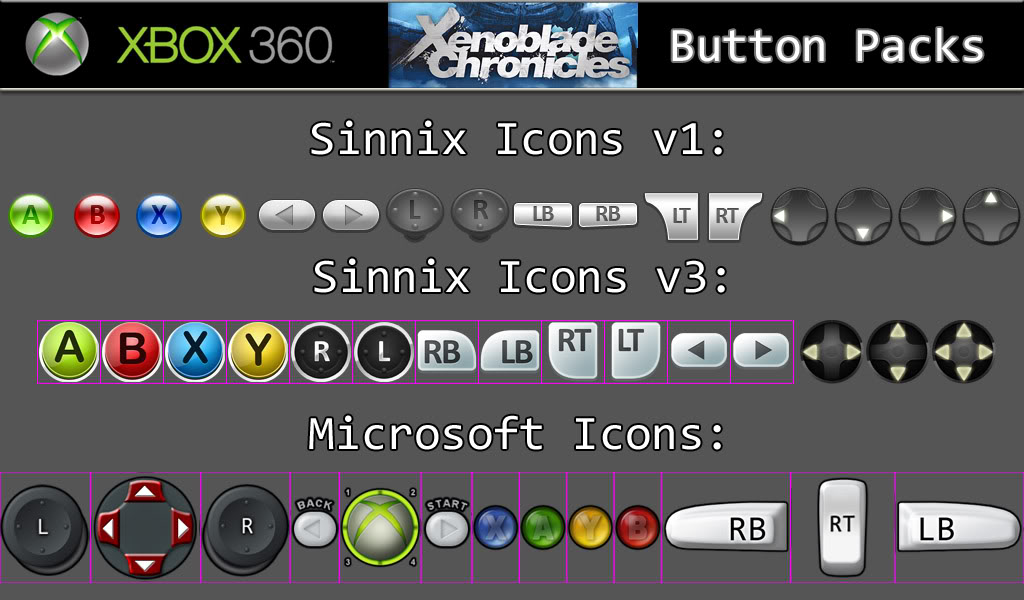 XBOX 360 Xenoblade Chronicles Button Packs
Sinnix Icons v1:
A B X Y L R LB RB LT RT
Sinnix Icons v3:
A B X Y R L RB LB RT LT
Microsoft Icons:
BACK 1 2 START
L R X A Y B RB RT LB
3 4